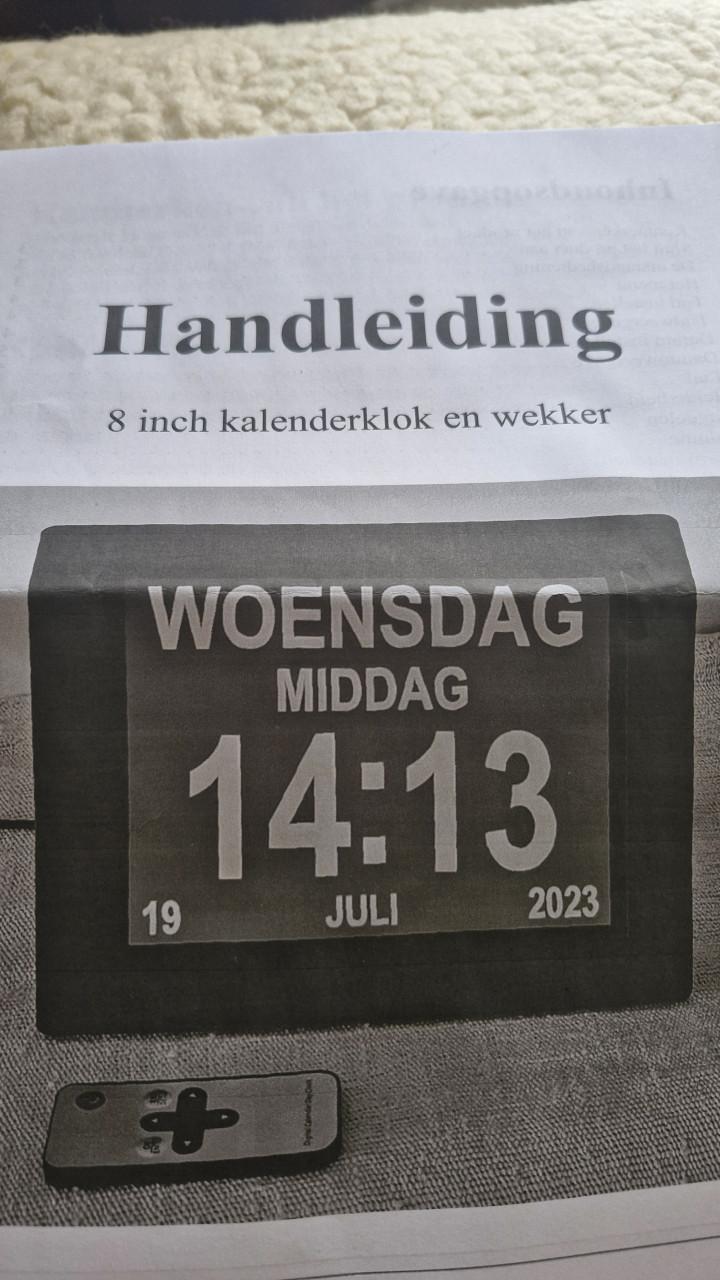 Handleiding
8 inch kalenderklok en wekker
WOENSDAG
MIDDAG
14:13
19 JULI 2023